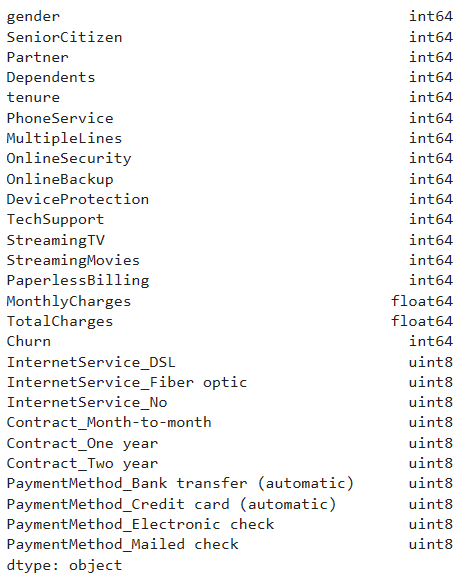 gender int64
SeniorCitizen int64
Partner int64
Dependents int64
tenure int64
PhoneService int64
MultipleLines int64
OnlineSecurity int64
OnlineBackup int64
DeviceProtection int64
TechSupport int64
StreamingTV int64
StreamingMovies int64
PaperlessBilling int64
MonthlyCharges float64
TotalCharges float64
Churn int64
InternetService_DSL uint8
InternetService_Fiber optic uint8
InternetService_No uint8
Contract_Month-to-month uint8
Contract_One year uint8
Contract_Two year uint8
PaymentMethod_Bank transfer (automatic) uint8
PaymentMethod_Credit card (automatic) uint8
PaymentMethod_Electronic check uint8
PaymentMethod_Mailed check uint8
dtype: object